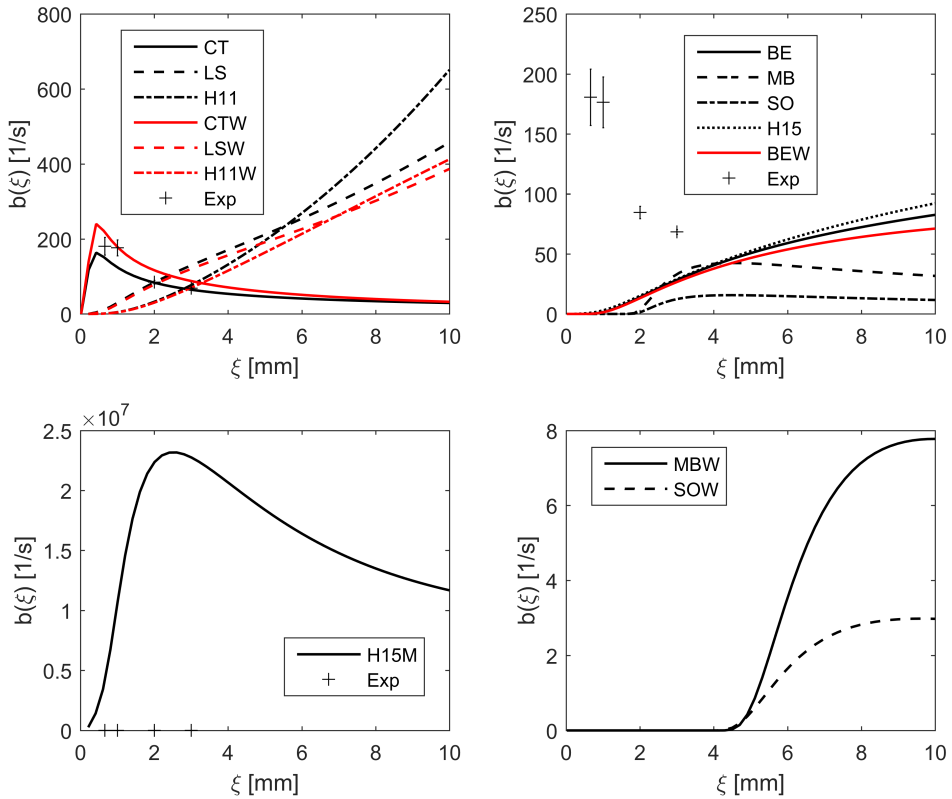 800
600
400
200
0
b(ξ) [1/s]
CT
LS
H11
CTW
LSW
H11W
Exp
0 2 4 6 8 10
ξ [mm]
250
200
150
100
50
0
b(ξ) [1/s]
BE
MB
SO
H15
BEW
Exp
0 2 4 6 8 10
ξ [mm]
×10⁷
2.5
2
1.5
1
0.5
0
b(ξ) [1/s]
H15M
Exp
0 2 4 6 8 10
ξ [mm]
8
6
4
2
0
b(ξ) [1/s]
MBW
SOW
0 2 4 6 8 10
ξ [mm]